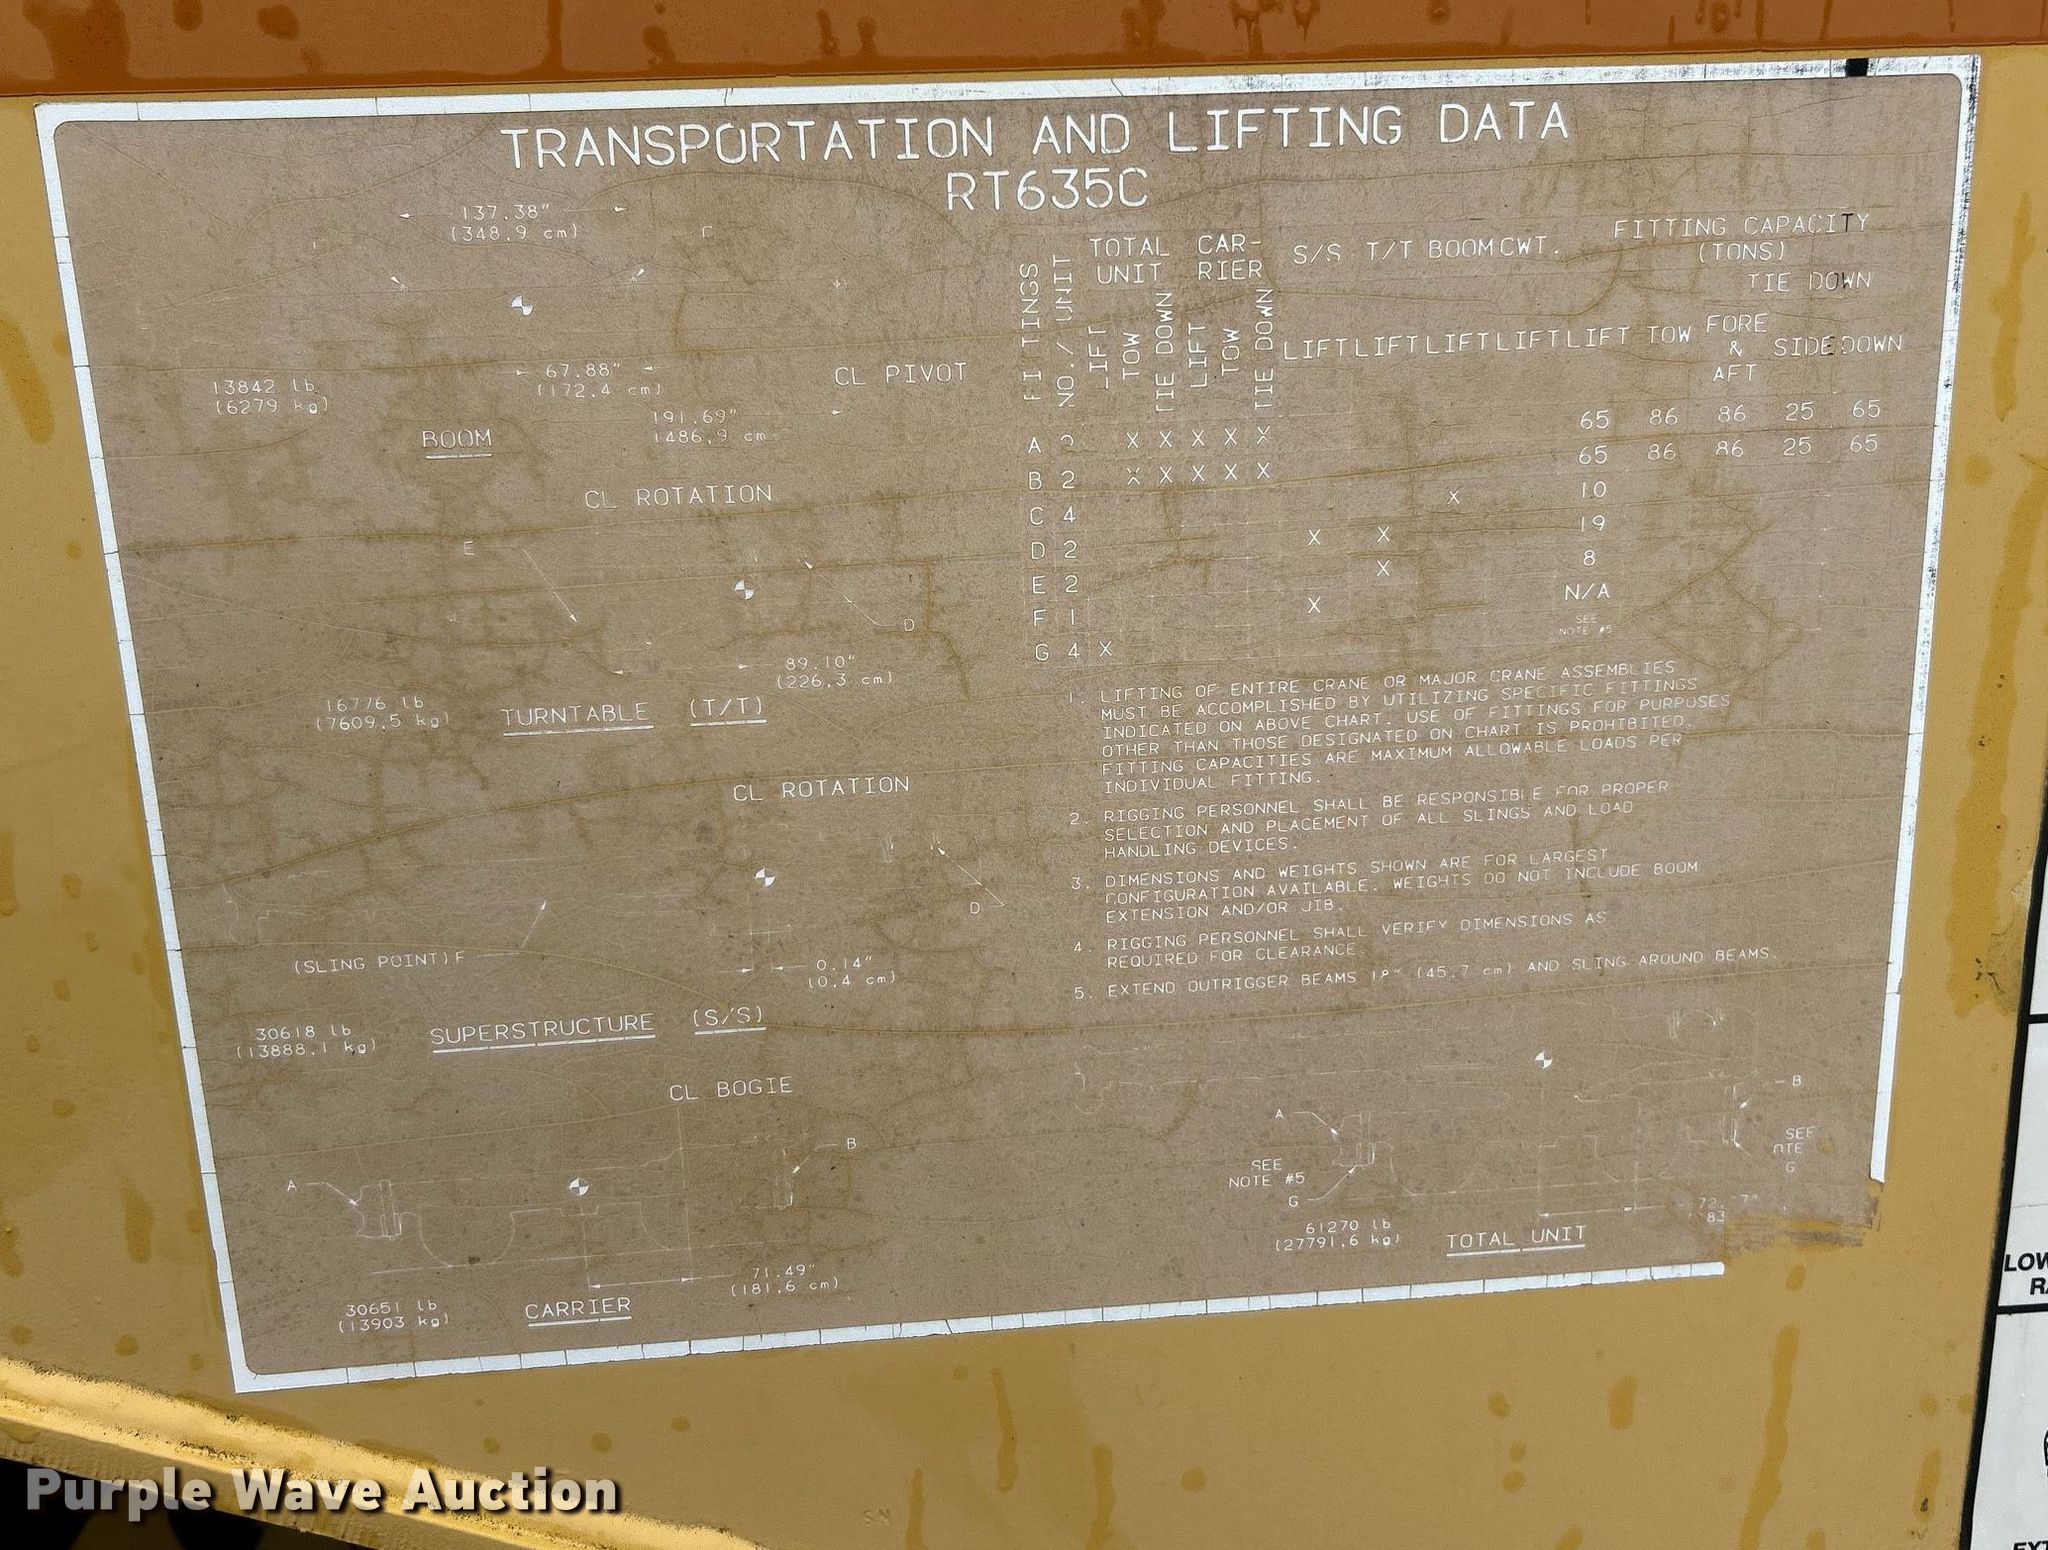 TRANSPORTATION AND LIFTING DATA
RT635C
137.38"
(348.9 cm)
67.88"
(172.4 cm)
CL PIVOT
13842 lb
(6279 kg)
191.69"
486.9 cm
BOOM
CL ROTATION
E
D
89.10"
(226.3 cm)
16776 lb
(7609.5 kg)
TURNTABLE (T/T)
CL ROTATION
D
(SLING POINT) F
0.14"
(0.4 cm)
30618 lb
(13888.1 kg)
SUPERSTRUCTURE (S/S)
CL BOGIE
A
B
71.49"
(181.6 cm)
30651 lb
(13903 kg)
CARRIER
FI TINGS
NO./UNIT
TOTAL UNIT
CAR-
RIER
S/S T/T BOOM CWT.
FITTING CAPACITY
(TONS)
TIE DOWN
LIFT TOW TIE DOWN LIFT TOW TIE DOWN LIFT LIFT LIFT LIFT LIFT TOW FORE & AFT SIDE DOWN
A X X X X X 65 86 86 25 65
B 2 X X X X X 65 86 86 25 65
C 4 X 10
D 2 X X 19
E 2 X 8
F 1 X N/A
G 4 X SEE NOTE #5
1. LIFTING OF ENTIRE CRANE OR MAJOR CRANE ASSEMBLIES
MUST BE ACCOMPLISHED BY UTILIZING SPECIFIC FITTINGS
INDICATED ON ABOVE CHART. USE OF FITTINGS FOR PURPOSES
OTHER THAN THOSE DESIGNATED ON CHART IS PROHIBITED.
FITTING CAPACITIES ARE MAXIMUM ALLOWABLE LOADS PER
INDIVIDUAL FITTING.
2. RIGGING PERSONNEL SHALL BE RESPONSIBLE FOR PROPER
SELECTION AND PLACEMENT OF ALL SLINGS AND LOAD
HANDLING DEVICES.
3. DIMENSIONS AND WEIGHTS SHOWN ARE FOR LARGEST
CONFIGURATION AVAILABLE. WEIGHTS DO NOT INCLUDE BOOM
EXTENSION AND/OR JIB.
4. RIGGING PERSONNEL SHALL VERIFY DIMENSIONS AS
REQUIRED FOR CLEARANCE.
5. EXTEND OUTRIGGER BEAMS 18" (45.7 cm) AND SLING AROUND BEAMS.
A
B
SEE
NOTE #5
G
SEE
G
61270 lb
(27791.6 kg)
TOTAL UNIT
LOW
SN
Purple Wave Auction